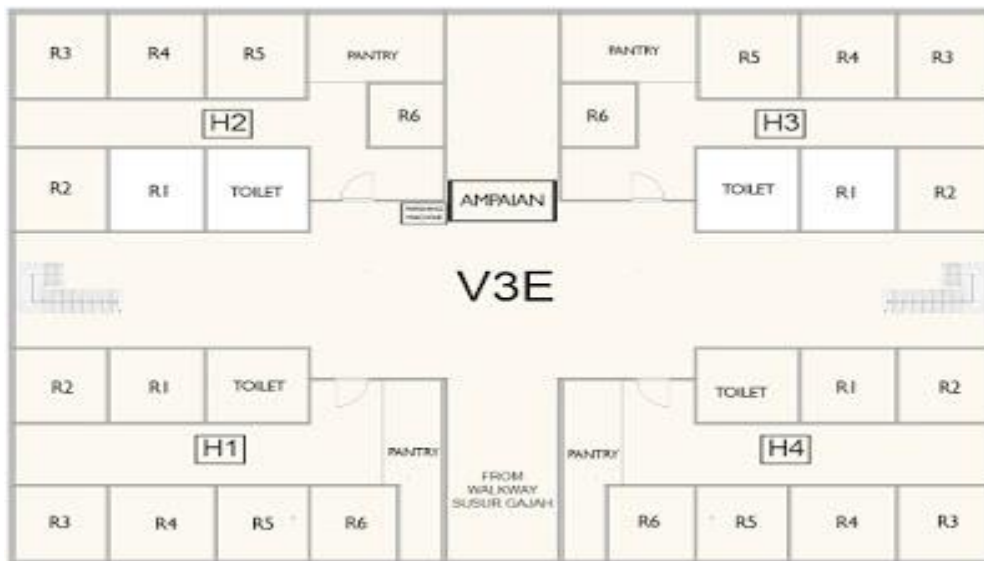 R3 R4 R5 PANTRY PANTRY R5 R4 R3
R6 R6
H2 H3
R2 R1 TOILET TOILET R1 R2
AMPAIAN
MACHINE
V3E
R2 R1 TOILET TOILET R1 R2
H1 PANTRY PANTRY H4
FROM
WALKWAY
SUSUR GAJAH
R3 R4 R5 R6 R6 R5 R4 R3